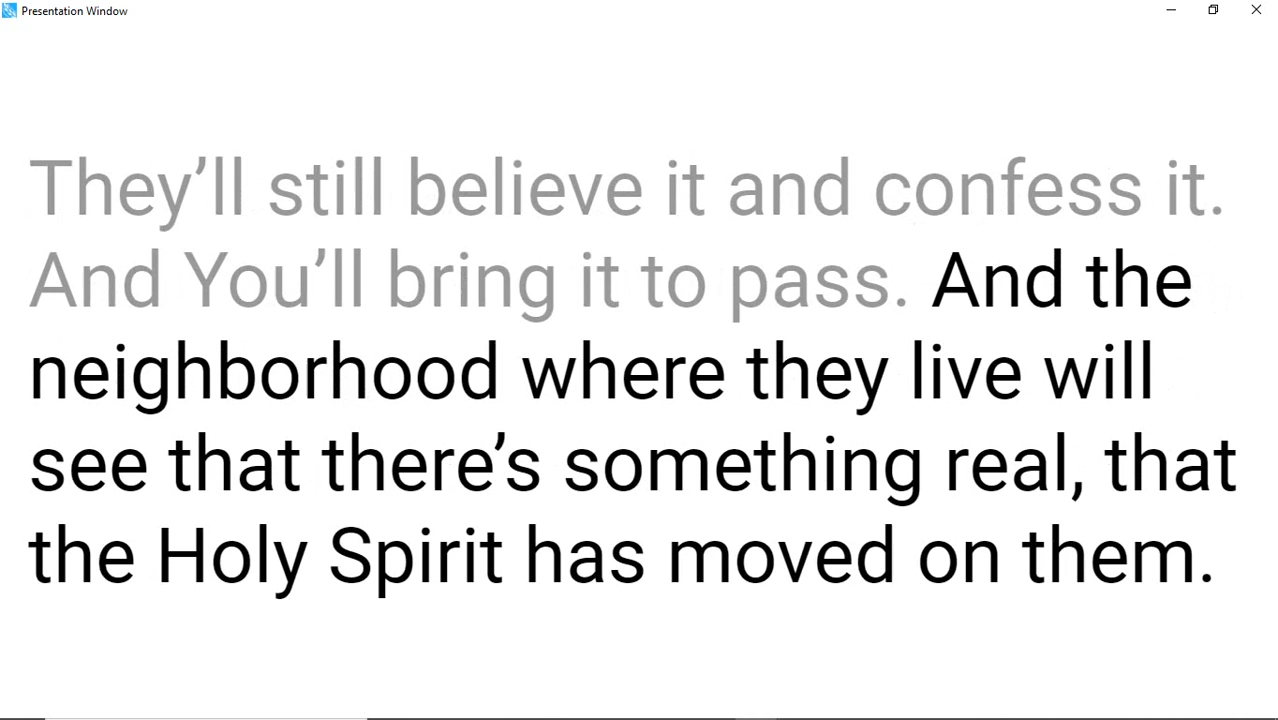 Presentation Window
They’ll still believe it and confess it.
And You’ll bring it to pass. And the
neighborhood where they live will
see that there’s something real, that
the Holy Spirit has moved on them.